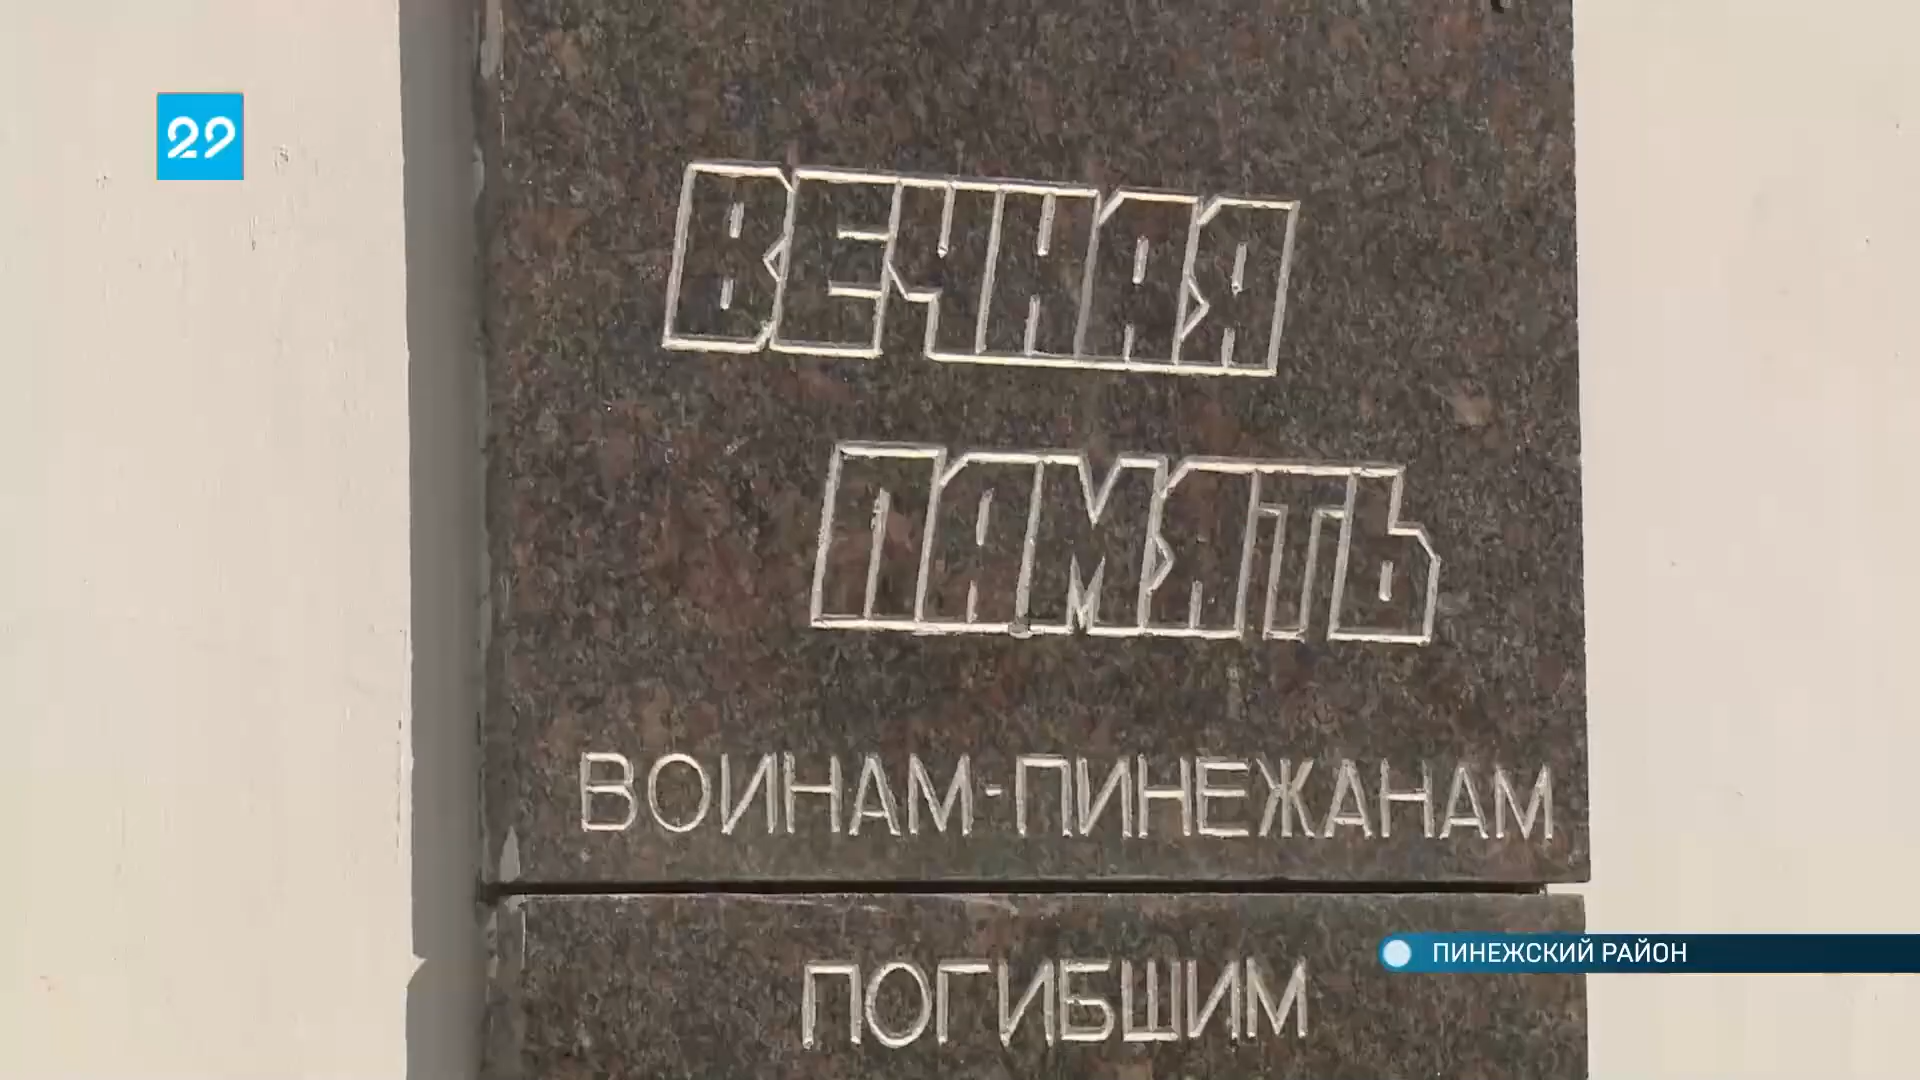 29
ВЕЧНАЯ
ПАМЯТЬ
ВОИНАМ-ПИНЕЖАНАМ
ПИНЕЖСКИЙ РАЙОН
ПОГИБШИМ